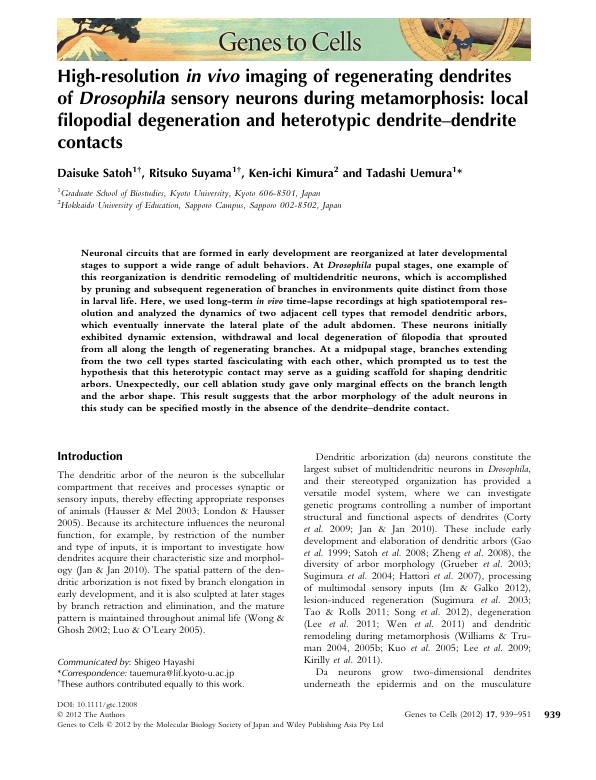 Genes to Cells
High-resolution in vivo imaging of regenerating dendrites
of Drosophila sensory neurons during metamorphosis: local
filopodial degeneration and heterotypic dendrite–dendrite
contacts
Daisuke Satoh1†, Ritsuko Suyama1†, Ken-ichi Kimura2 and Tadashi Uemura1*
1Graduate School of Biostudies, Kyoto University, Kyoto 606-8501, Japan
2Hokkaido University of Education, Sapporo Campus, Sapporo 002-8502, Japan
Neuronal circuits that are formed in early development are reorganized at later developmental
stages to support a wide range of adult behaviors. At Drosophila pupal stages, one example of
this reorganization is dendritic remodeling of multidendritic neurons, which is accomplished
by pruning and subsequent regeneration of branches in environments quite distinct from those
in larval life. Here, we used long-term in vivo time-lapse recordings at high spatiotemporal res-
olution and analyzed the dynamics of two adjacent cell types that remodel dendritic arbors,
which eventually innervate the lateral plate of the adult abdomen. These neurons initially
exhibited dynamic extension, withdrawal and local degeneration of filopodia that sprouted
from all along the length of regenerating branches. At a midpupal stage, branches extending
from the two cell types started fasciculating with each other, which prompted us to test the
hypothesis that this heterotypic contact may serve as a guiding scaffold for shaping dendritic
arbors. Unexpectedly, our cell ablation study gave only marginal effects on the branch length
and the arbor shape. This result suggests that the arbor morphology of the adult neurons in
this study can be specified mostly in the absence of the dendrite–dendrite contact.
Introduction
The dendritic arbor of the neuron is the subcellular
compartment that receives and processes synaptic or
sensory inputs, thereby effecting appropriate responses
of animals (Hausser & Mel 2003; London & Hausser
2005). Because its architecture influences the neuronal
function, for example, by restriction of the number
and type of inputs, it is important to investigate how
dendrites acquire their characteristic size and morphol-
ogy (Jan & Jan 2010). The spatial pattern of the den-
dritic arborization is not fixed by branch elongation in
early development, and it is also sculpted at later stages
by branch retraction and elimination, and the mature
pattern is maintained throughout animal life (Wong &
Ghosh 2002; Luo & O'Leary 2005).
Communicated by: Shigeo Hayashi
*Correspondence: tauemura@lif.kyoto-u.ac.jp
†These authors contributed equally to this work.
Dendritic arborization (da) neurons constitute the
largest subset of multidendritic neurons in Drosophila,
and their stereotyped organization has provided a
versatile model system, where we can investigate
genetic programs controlling a number of important
structural and functional aspects of dendrites (Corty
et al. 2009; Jan & Jan 2010). These include early
development and elaboration of dendritic arbors (Gao
et al. 1999; Satoh et al. 2008; Zheng et al. 2008), the
diversity of arbor morphology (Grueber et al. 2003;
Sugimura et al. 2004; Hattori et al. 2007), processing
of multimodal sensory inputs (Im & Galko 2012),
lesion-induced regeneration (Sugimura et al. 2003;
Tao & Rolls 2011; Song et al. 2012), degeneration
(Lee et al. 2011; Wen et al. 2011) and dendritic
remodeling during metamorphosis (Williams & Tru-
man 2004, 2005b; Kuo et al. 2005; Lee et al. 2009;
Kirilly et al. 2011).
Da neurons grow two-dimensional dendrites
underneath the epidermis and on the musculature
DOI: 10.1111/gtc.12008
© 2012 The Authors
Genes to Cells © 2012 by the Molecular Biology Society of Japan and Wiley Publishing Asia Pty Ltd
Genes to Cells (2012) 17, 939–951 939